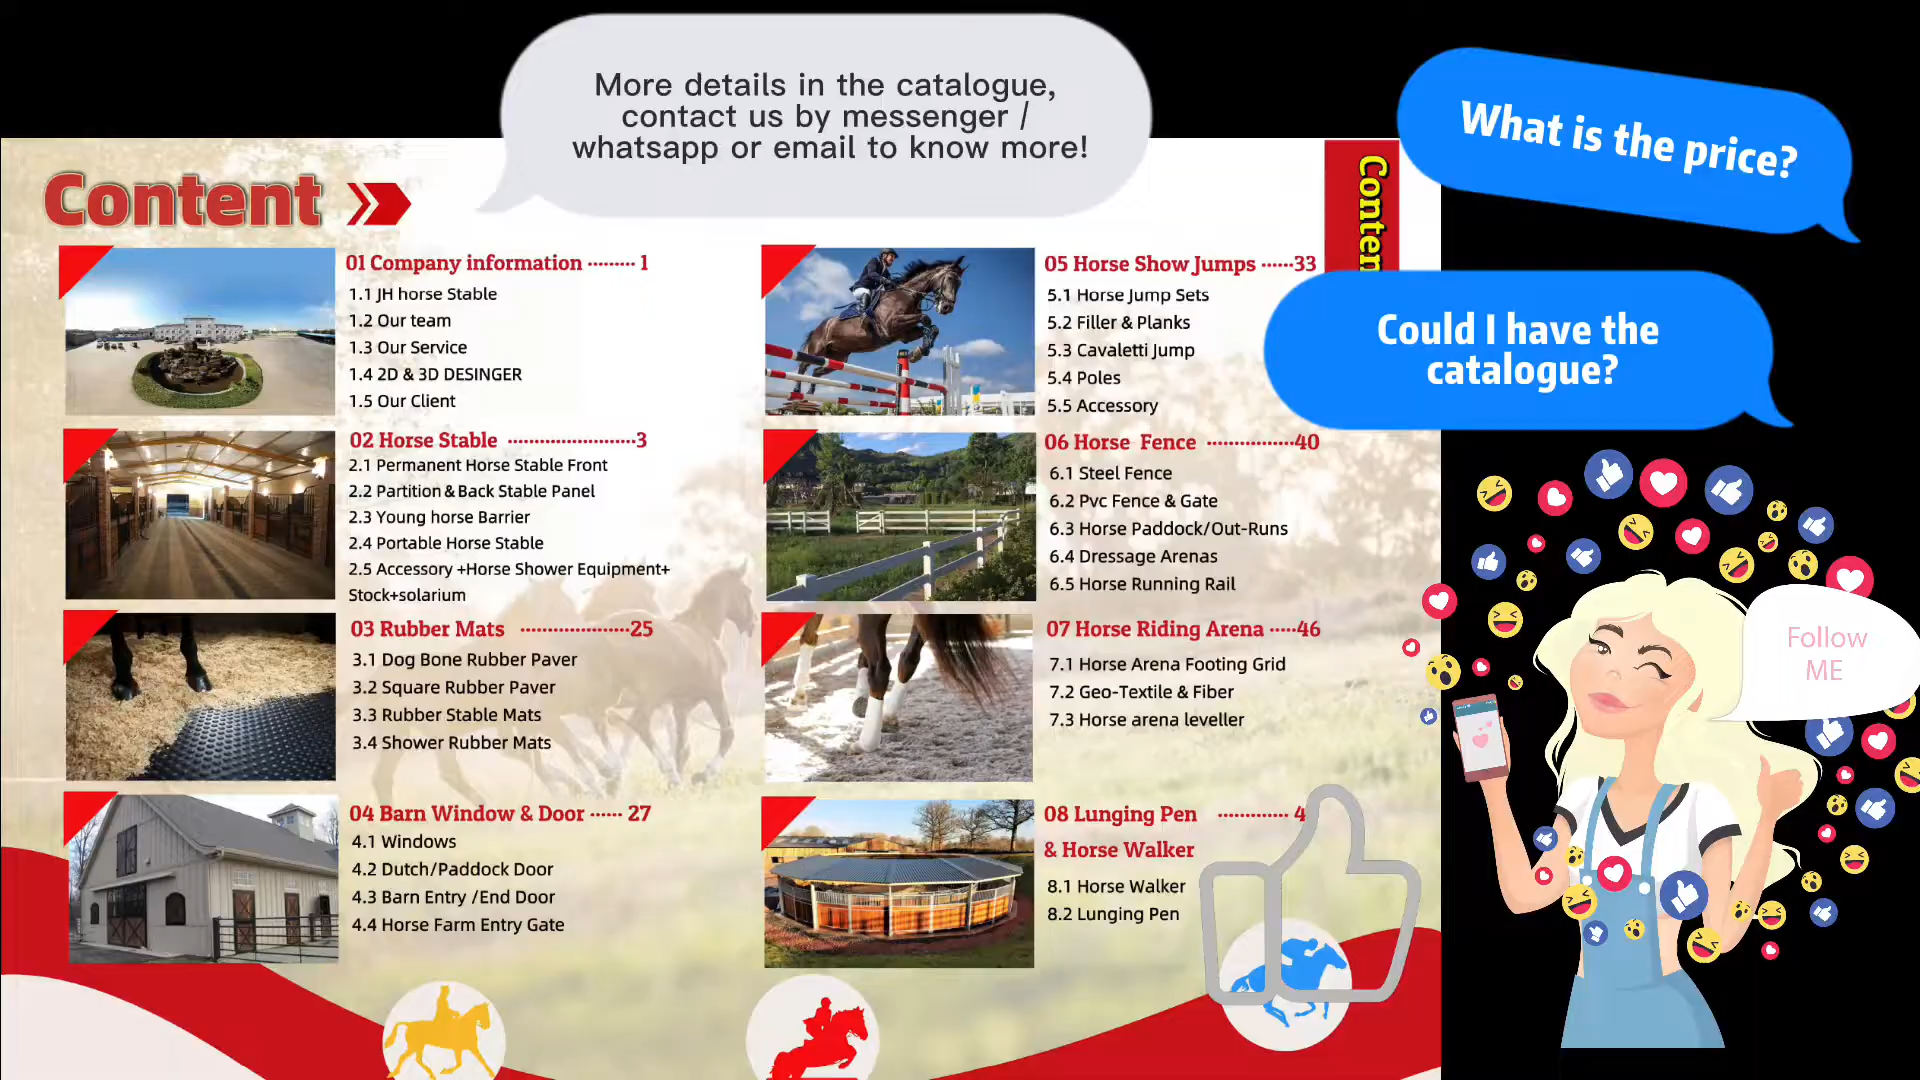 More details in the catalogue,
contact us by messenger /
whatsapp or email to know more!
What is the price?
Could I have the
catalogue?
Content
Conten
01 Company information ········· 1
1.1 JH horse Stable
1.2 Our team
1.3 Our Service
1.4 2D & 3D DESINGER
1.5 Our Client
02 Horse Stable ························3
2.1 Permanent Horse Stable Front
2.2 Partition & Back Stable Panel
2.3 Young horse Barrier
2.4 Portable Horse Stable
2.5 Accessory +Horse Shower Equipment+
Stock+solarium
03 Rubber Mats ····················25
3.1 Dog Bone Rubber Paver
3.2 Square Rubber Paver
3.3 Rubber Stable Mats
3.4 Shower Rubber Mats
04 Barn Window & Door ······ 27
4.1 Windows
4.2 Dutch/Paddock Door
4.3 Barn Entry /End Door
4.4 Horse Farm Entry Gate
05 Horse Show Jumps ······33
5.1 Horse Jump Sets
5.2 Filler & Planks
5.3 Cavaletti Jump
5.4 Poles
5.5 Accessory
06 Horse Fence ················40
6.1 Steel Fence
6.2 Pvc Fence & Gate
6.3 Horse Paddock/Out-Runs
6.4 Dressage Arenas
6.5 Horse Running Rail
07 Horse Riding Arena ·····46
7.1 Horse Arena Footing Grid
7.2 Geo-Textile & Fiber
7.3 Horse arena leveller
08 Lunging Pen ············· 4
& Horse Walker
8.1 Horse Walker
8.2 Lunging Pen
Follow
ME